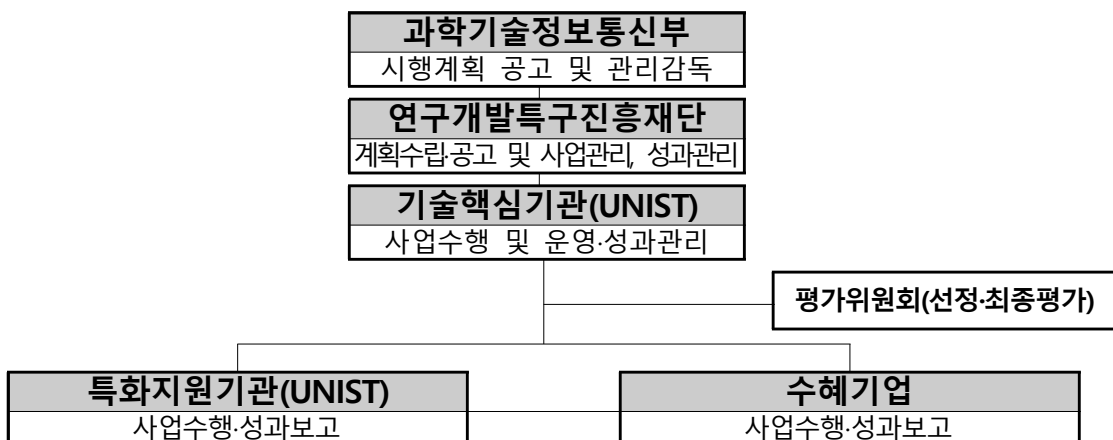 과학기술정보통신부
시행계획 공고 및 관리감독
연구개발특구진흥재단
계획수립·공고 및 사업관리, 성과관리
기술핵심기관(UNIST)
사업수행 및 운영·성과관리
평가위원회(선정·최종평가)
특화지원기관(UNIST)
사업수행·성과보고
수혜기업
사업수행·성과보고